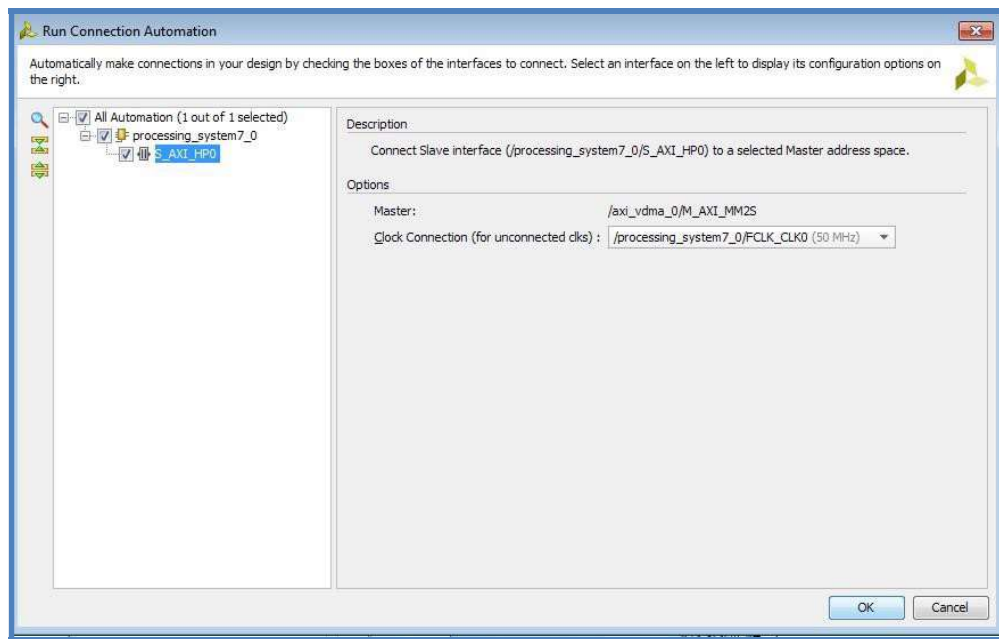 Run Connection Automation
Automatically make connections in your design by checking the boxes of the interfaces to connect. Select an interface on the left to display its configuration options on
the right.
All Automation (1 out of 1 selected)
processing_system7_0
S_AXI_HP0
Description
Connect Slave interface (/processing_system7_0/S_AXI_HP0) to a selected Master address space.
Options
Master: /axi_vdma_0/M_AXI_MM2S
Clock Connection (for unconnected clks) : /processing_system7_0/FCLK_CLK0 (50 MHz)
OK Cancel